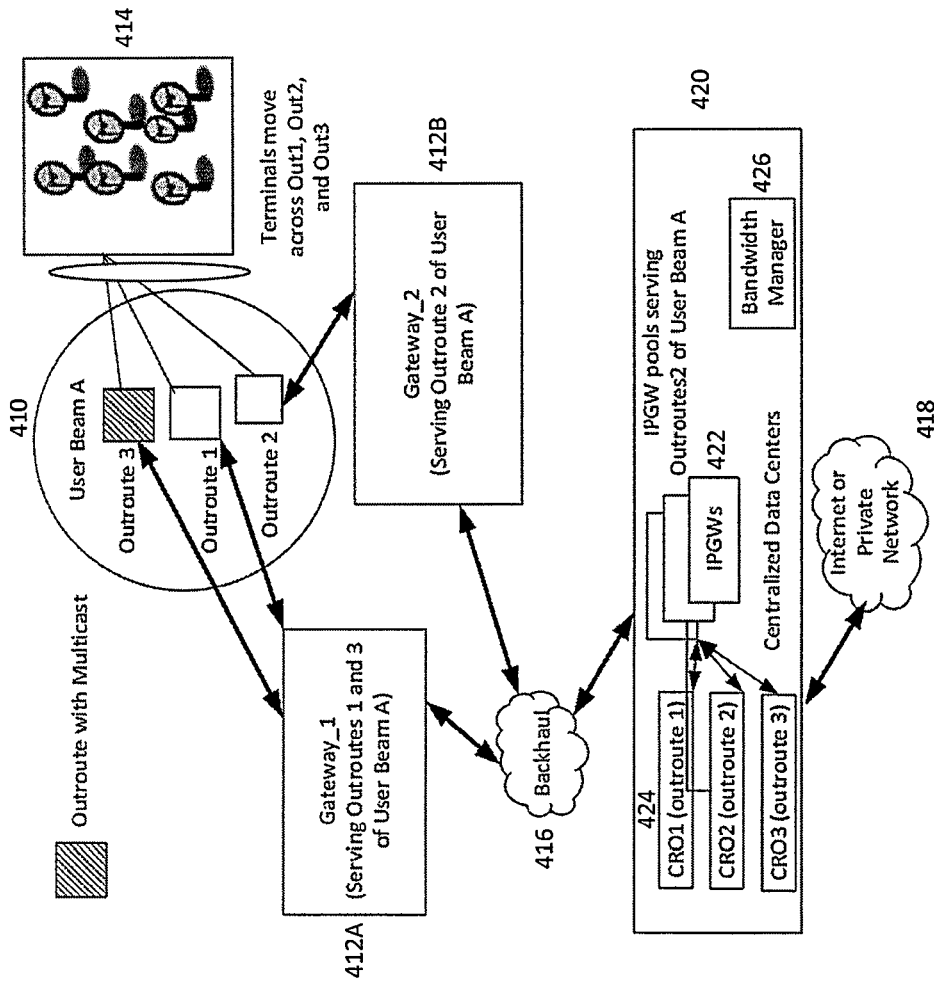 Outroute with Multicast
410
User Beam A
Outroute 3
Outroute 1
Outroute 2
414
Terminals move
across Out1, Out2,
and Out3
412A
Gateway_1
(Serving Outroutes 1 and 3
of User Beam A)
412B
Gateway_2
(Serving Outroute 2 of User
Beam A)
Backhaul
416
420
IPGW pools serving
Outroutes2 of User Beam A
422
IPGWs
424
CRO1 (outroute 1)
CRO2 (outroute 2)
CRO3 (outroute 3)
Centralized Data Centers
426
Bandwidth
Manager
418
Internet or
Private
Network